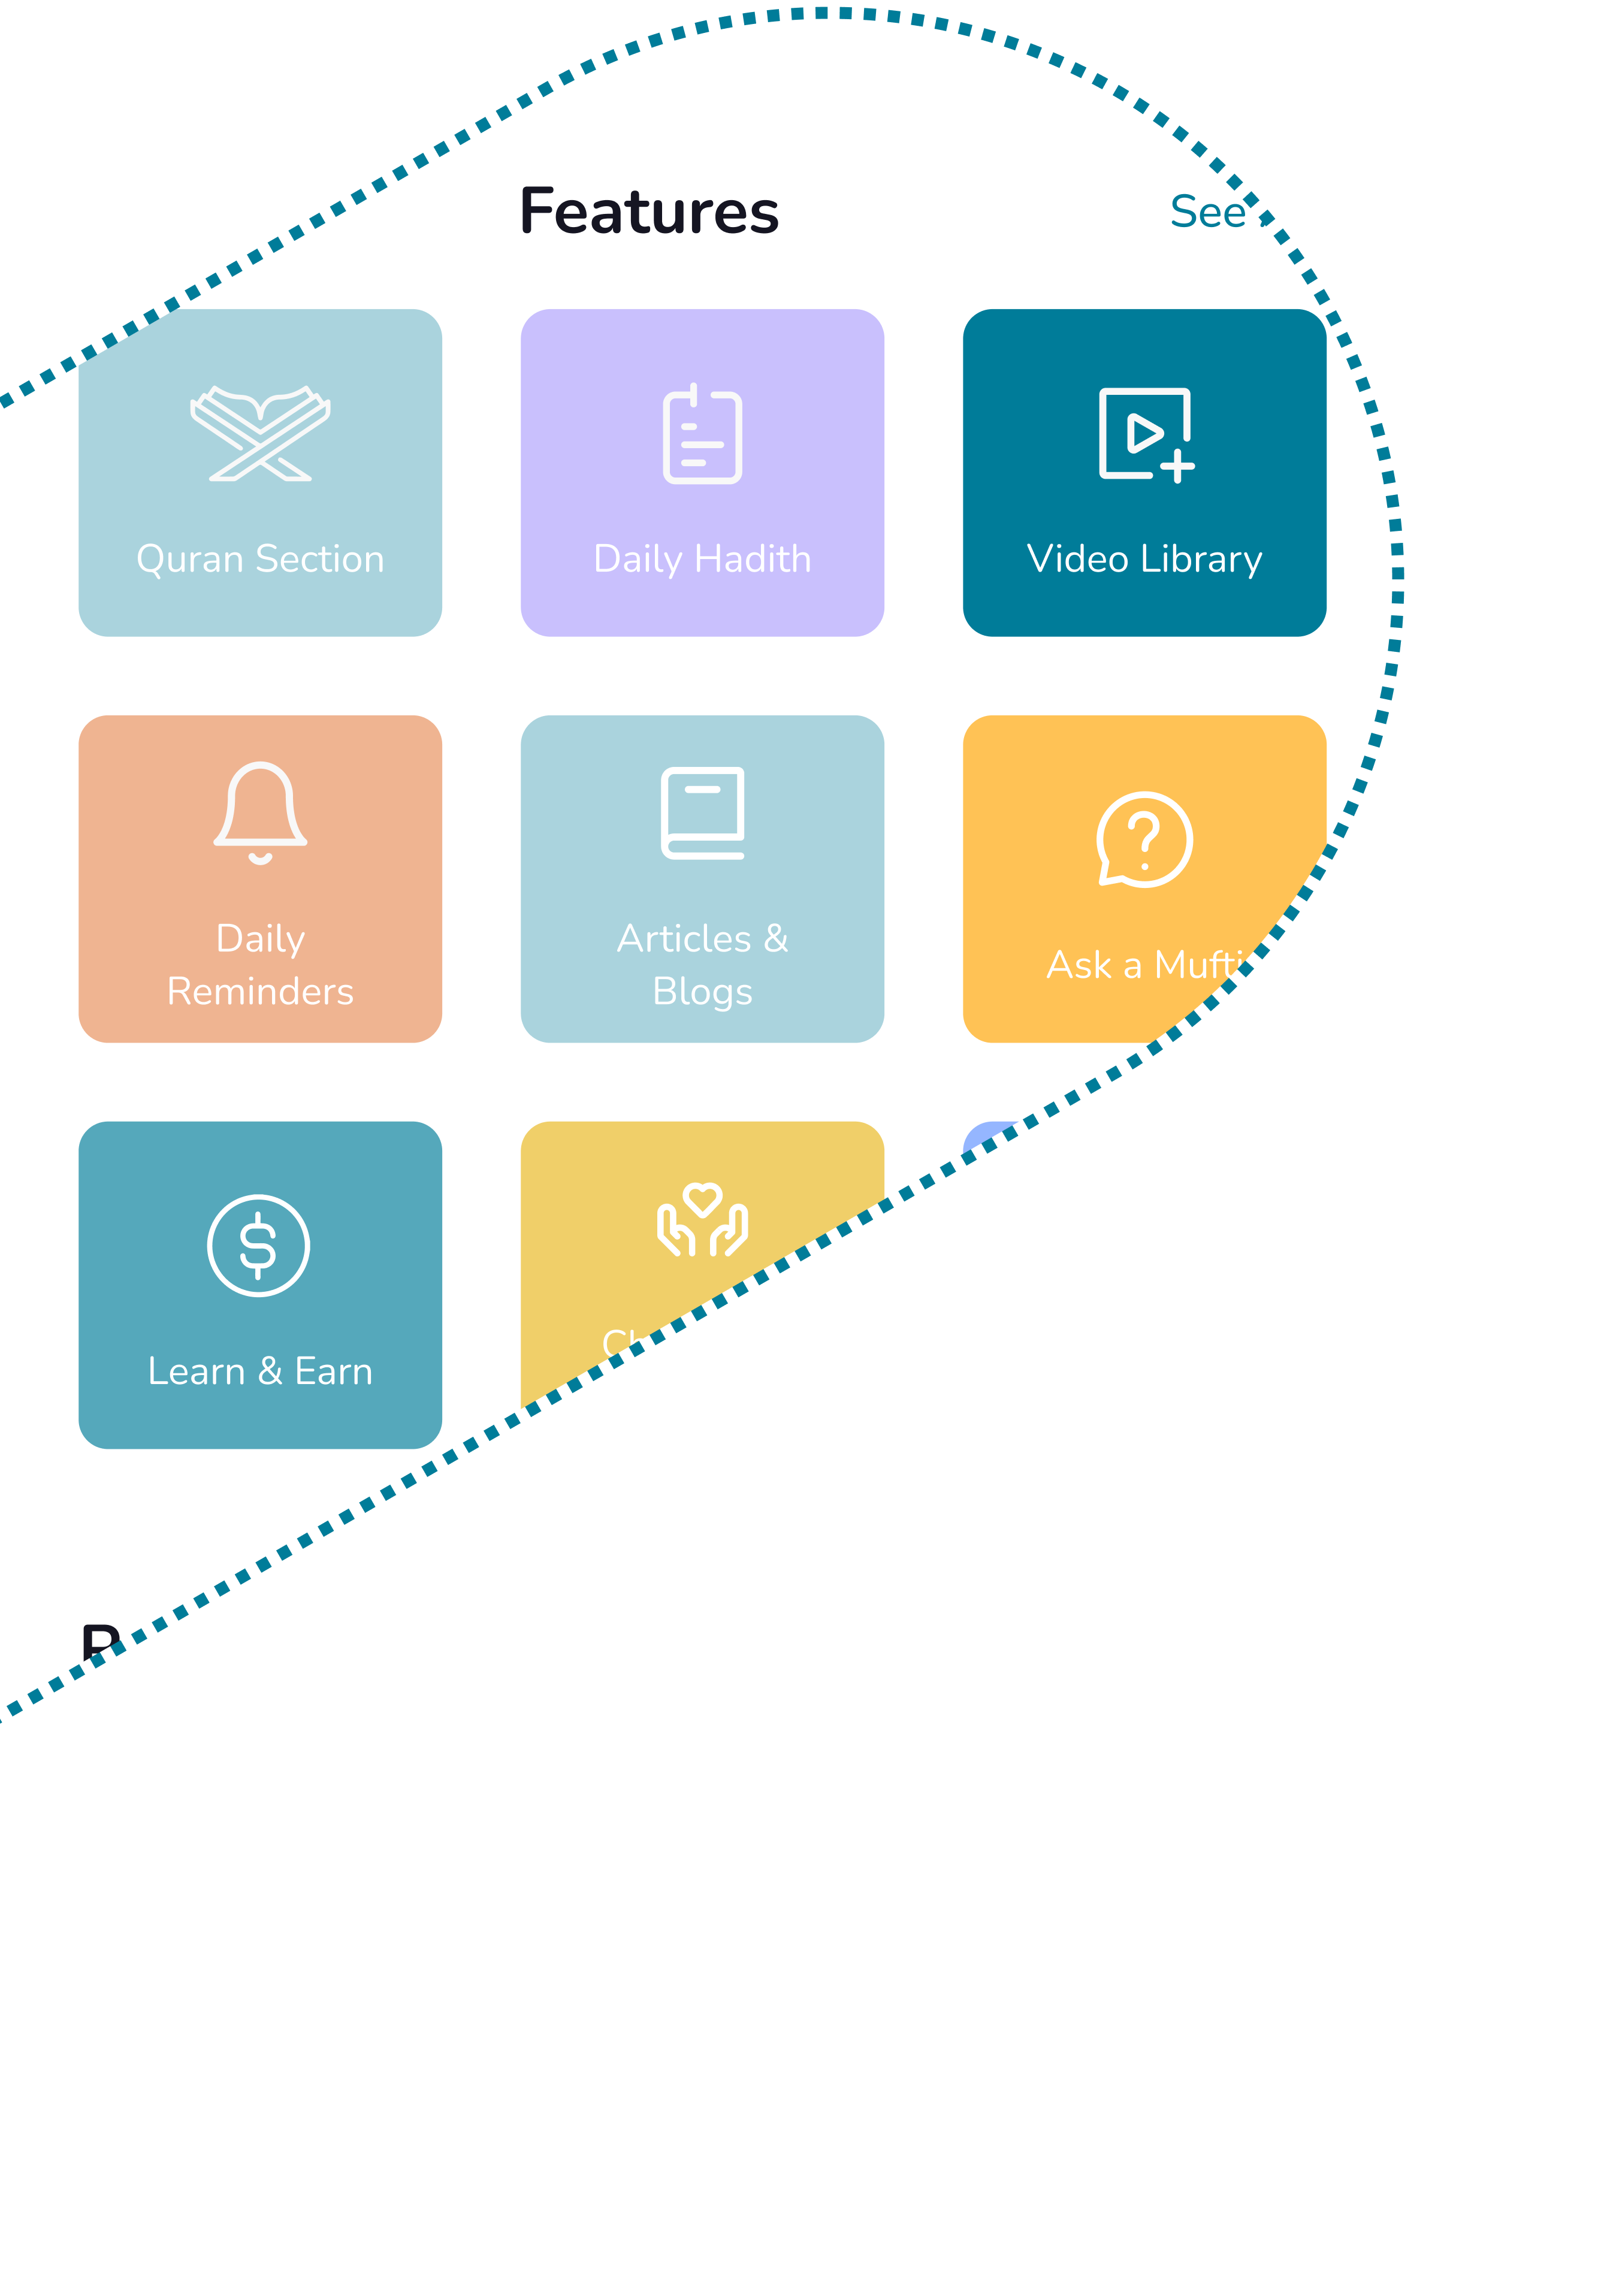 Features
See
Quran Section
Daily Hadith
Video Library
Daily
Reminders
Articles &
Blogs
Ask a Mufti
Learn & Earn